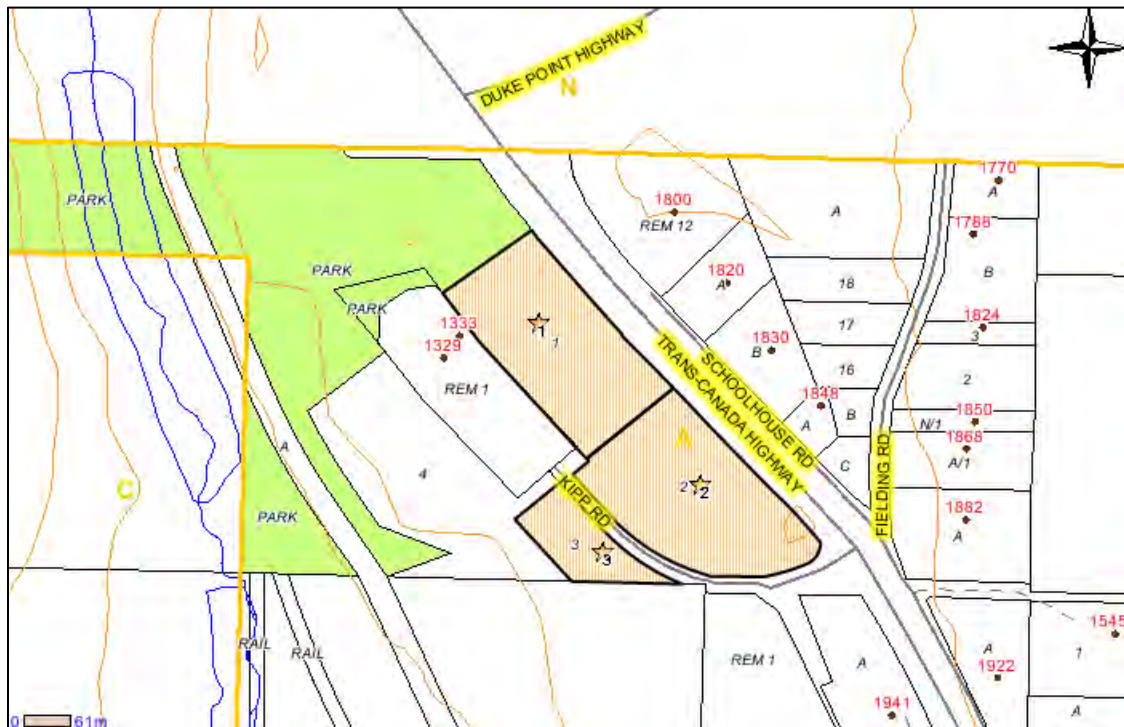 DUKE POINT HIGHWAY
N
PARK
1770
A
1800
REM 12
A
1788
PARK
PARK
1820
A
18
B
1
1
1333
1329
17
1824
3
1830
B
REM 1
SCHOOLHOUSE RD
TRANS-CANADA HIGHWAY
16
2
1848
A
B
N/1
1850
A
A
4
C
1868
A/1
C
2
2
KIPP RD
FIELDING RD
1882
A
PARK
3
3
RAIL
RAIL
REM 1
A
A
1922
1545
1
1941
A
0 61m